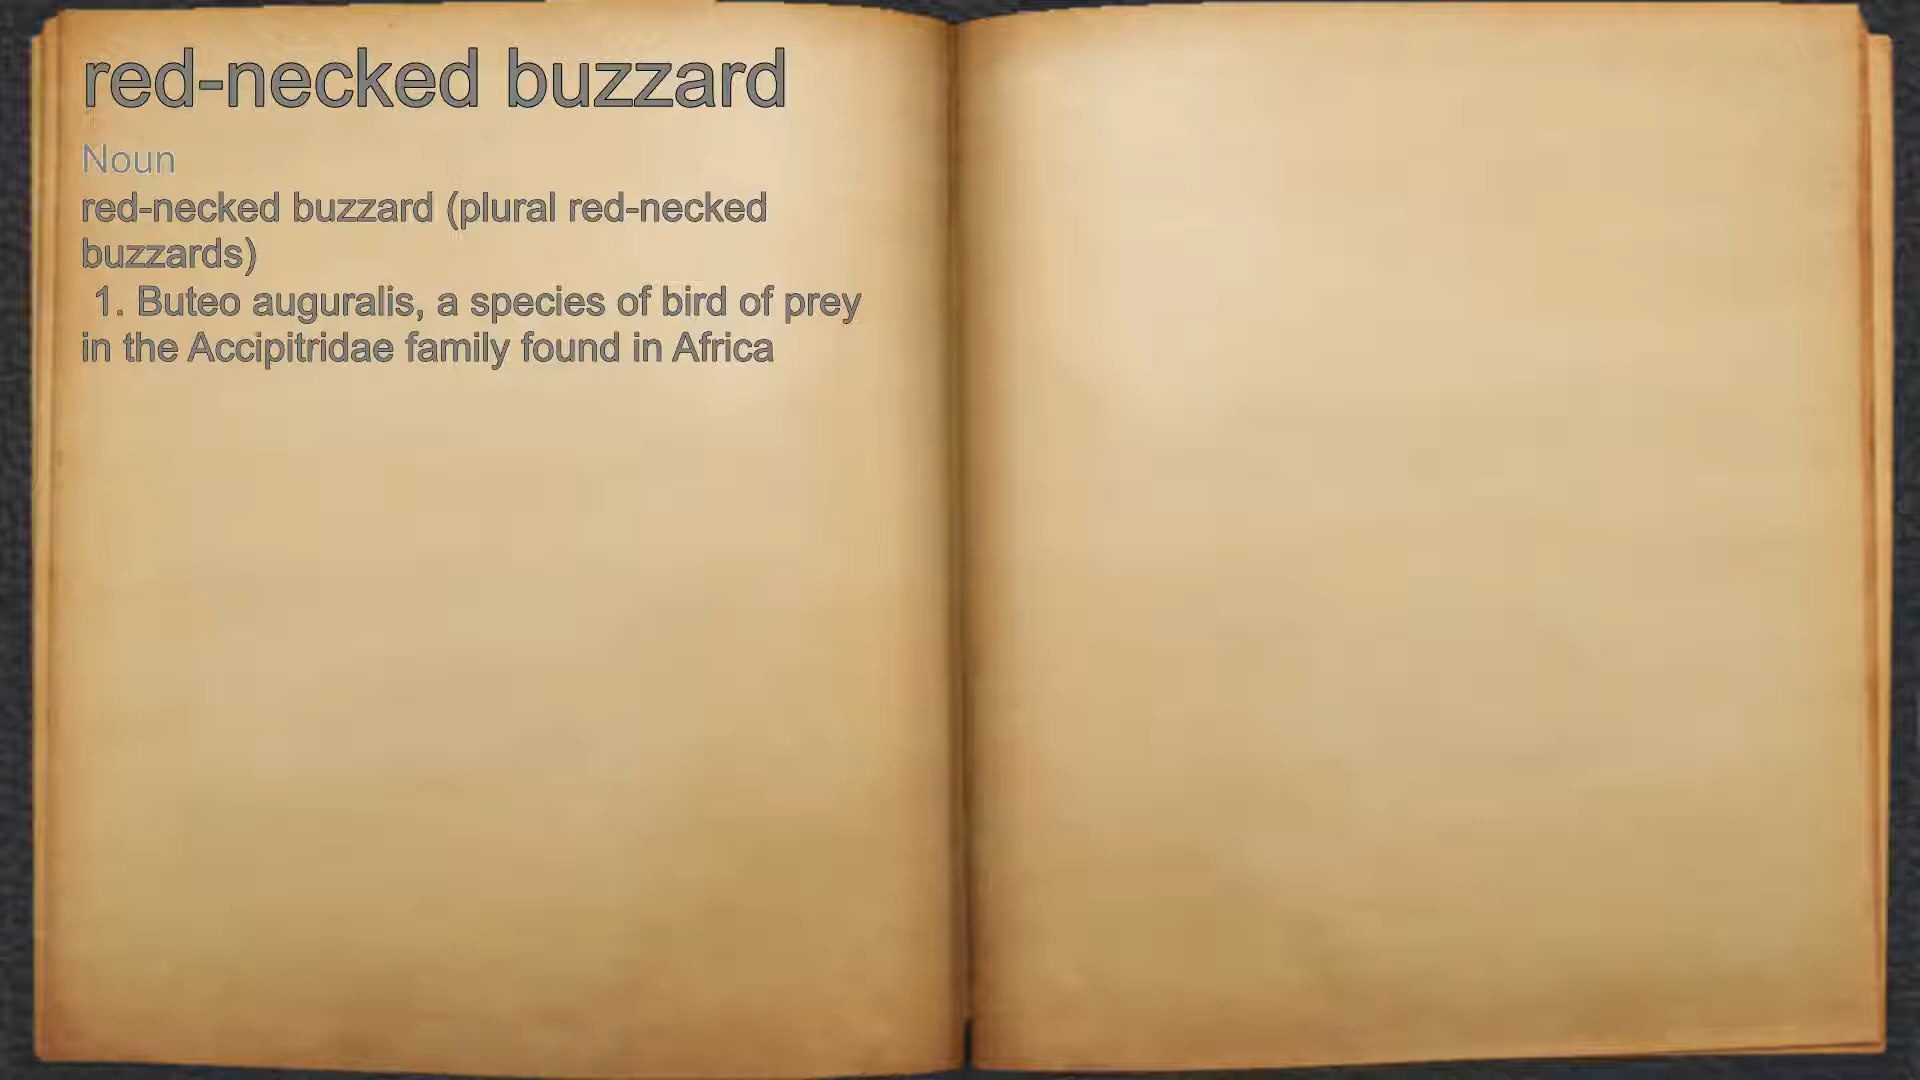 red-necked buzzard
Noun
red-necked buzzard (plural red-necked
buzzards)
1. Buteo auguralis, a species of bird of prey
in the Accipitridae family found in Africa